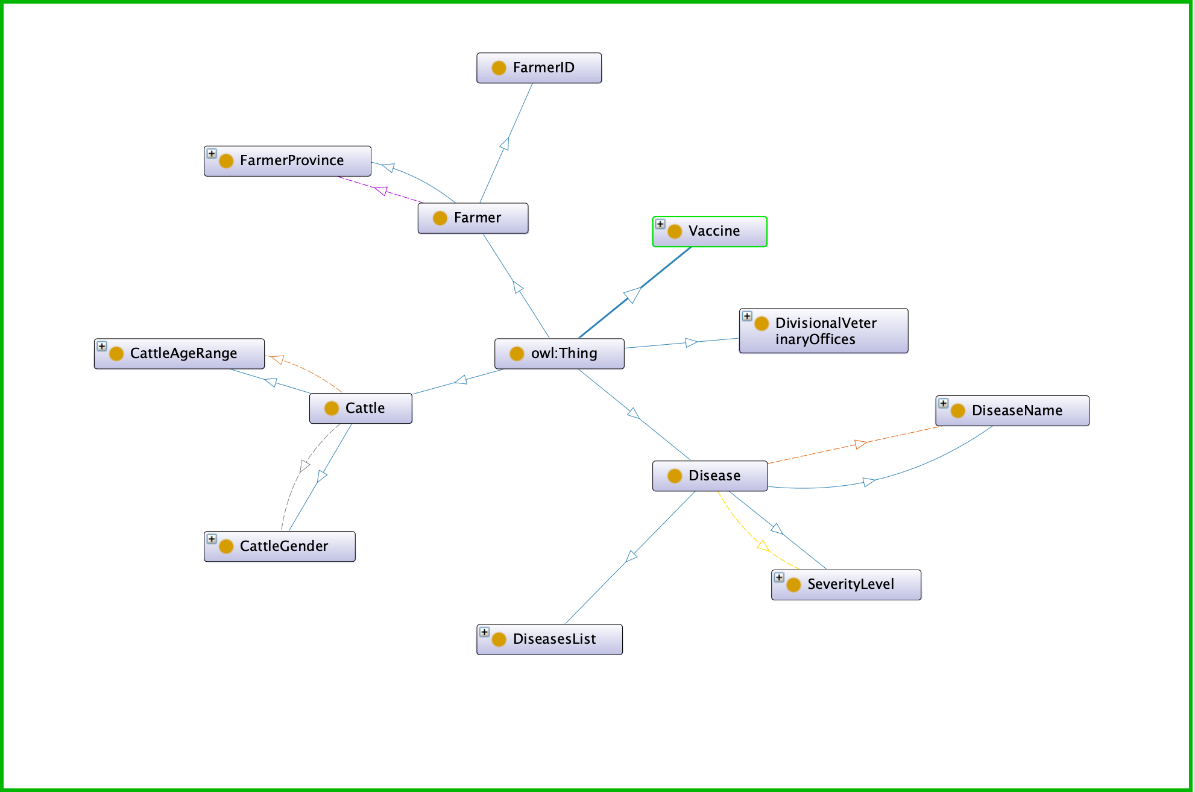 FarmerID
FarmerProvince
Farmer
Vaccine
DivisionalVeter
inaryOffices
owl:Thing
CattleAgeRange
Cattle
DiseaseName
Disease
CattleGender
SeverityLevel
DiseasesList